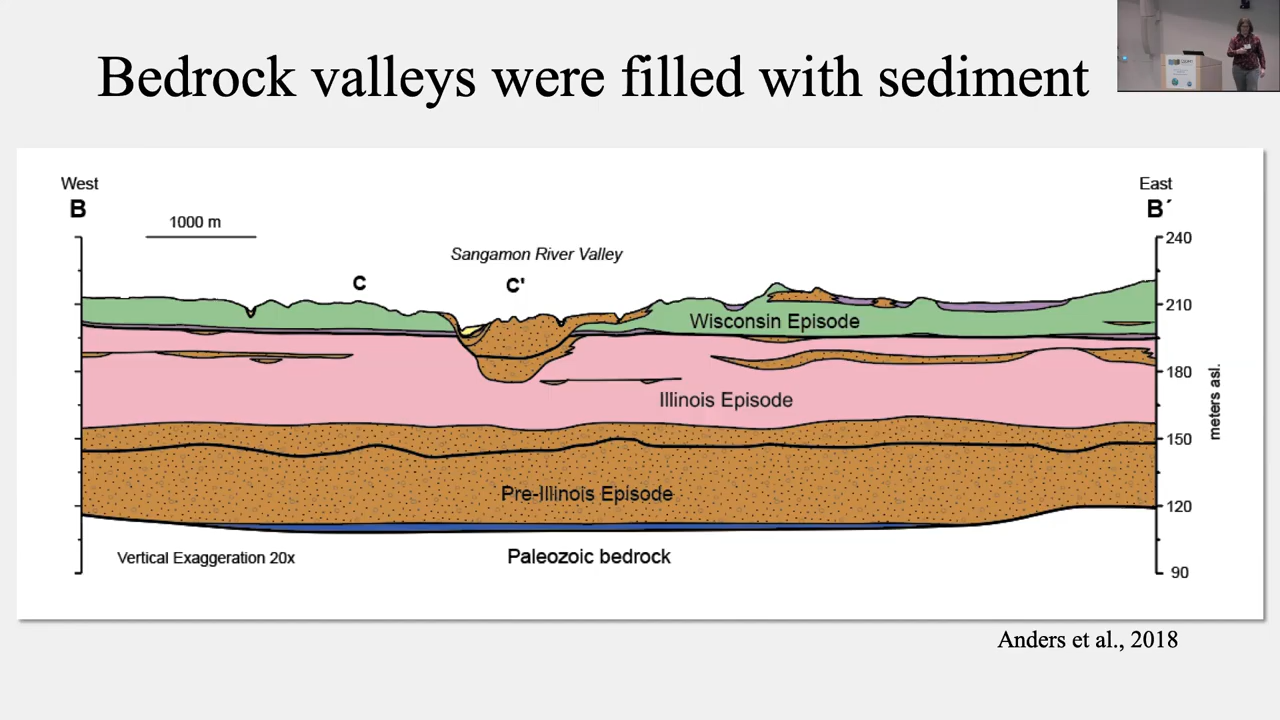 Bedrock valleys were filled with sediment
West
B
East
B´
1000 m
Sangamon River Valley
C
C'
Wisconsin Episode
Illinois Episode
Pre-Illinois Episode
Paleozoic bedrock
Vertical Exaggeration 20x
240
210
180
150
120
90
meters asl.
Anders et al., 2018